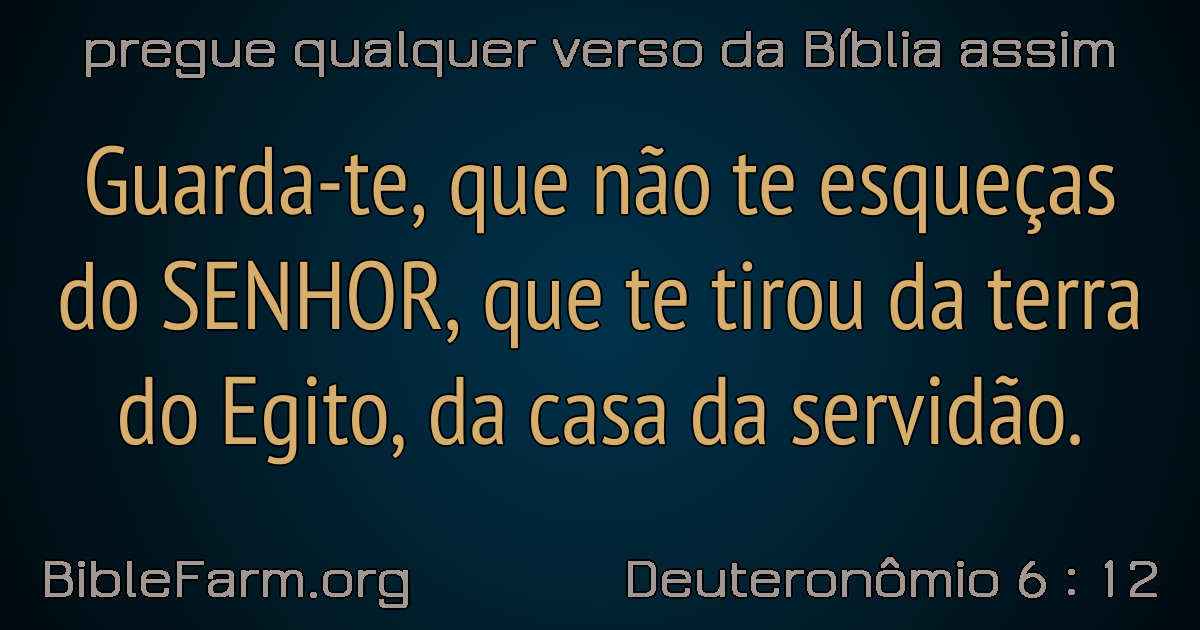 pregue qualquer verso da Bíblia assim
Guarda-te, que não te esqueças
do SENHOR, que te tirou da terra
do Egito, da casa da servidão.
BibleFarm.org
Deuteronômio 6 : 12